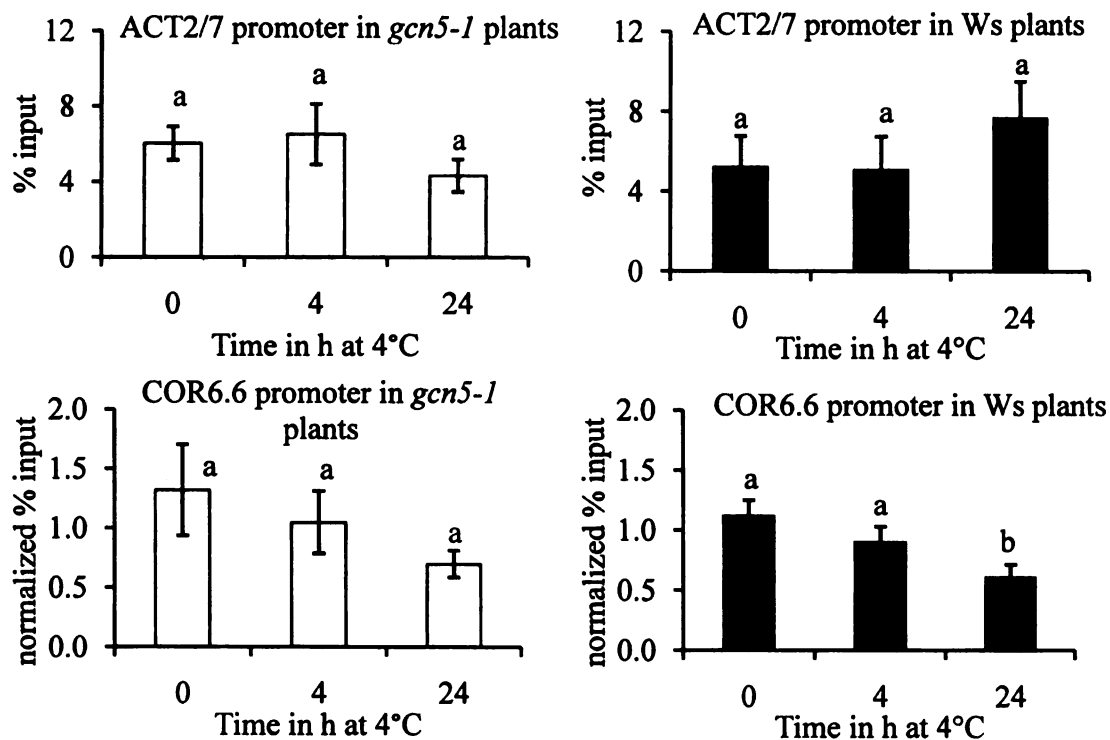 ACT2/7 promoter in gcn5-1 plants
12
8
4
0
% input
a
a
a
0
4
24
Time in h at 4°C
ACT2/7 promoter in Ws plants
12
8
4
0
% input
a
a
a
0
4
24
Time in h at 4°C
COR6.6 promoter in gcn5-1
plants
2.0
1.5
1.0
0.5
0.0
normalized % input
a
a
a
0
4
24
Time in h at 4°C
COR6.6 promoter in Ws plants
2.0
1.5
1.0
0.5
0.0
normalized % input
a
a
b
0
4
24
Time in h at 4°C